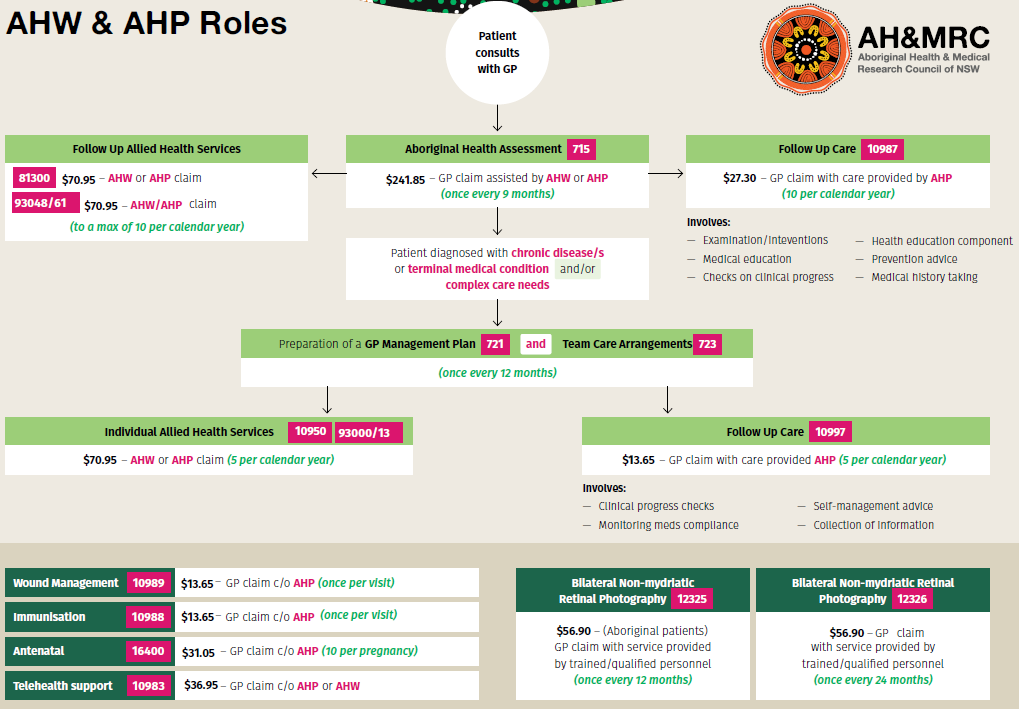 AHW & AHP Roles
Patient
consults
with GP
AH&MRC
Aboriginal Health & Medical
Research Council of NSW
Follow Up Allied Health Services
81300 $70.95 – AHW or AHP claim
93048/61 $70.95 – AHW/AHP claim
(to a max of 10 per calendar year)
Aboriginal Health Assessment 715
$241.85 – GP claim assisted by AHW or AHP
(once every 9 months)
Follow Up Care 10987
$27.30 – GP claim with care provided by AHP
(10 per calendar year)
Involves:
— Examination/inteventions
— Medical education
— Checks on clinical progress
— Health education component
— Prevention advice
— Medical history taking
Patient diagnosed with chronic disease/s
or terminal medical condition and/or
complex care needs
Preparation of a GP Management Plan 721 and Team Care Arrangements 723
(once every 12 months)
Individual Allied Health Services 10950 93000/13
$70.95 – AHW or AHP claim (5 per calendar year)
Follow Up Care 10997
$13.65 – GP claim with care provided AHP (5 per calendar year)
Involves:
— Clinical progress checks
— Monitoring meds compliance
— Self-management advice
— Collection of information
Wound Management 10989 $13.65 – GP claim c/o AHP (once per visit)
Immunisation 10988 $13.65 – GP claim c/o AHP (once per visit)
Antenatal 16400 $31.05 – GP claim c/o AHP (10 per pregnancy)
Telehealth support 10983 $36.95 – GP claim c/o AHP or AHW
Bilateral Non-mydriatic
Retinal Photography 12325
$56.90 – (Aboriginal patients)
GP claim with service provided
by trained/qualified personnel
(once every 12 months)
Bilateral Non-mydriatic Retinal
Photography 12326
$56.90 – GP claim
with service provided by
trained/qualified personnel
(once every 24 months)